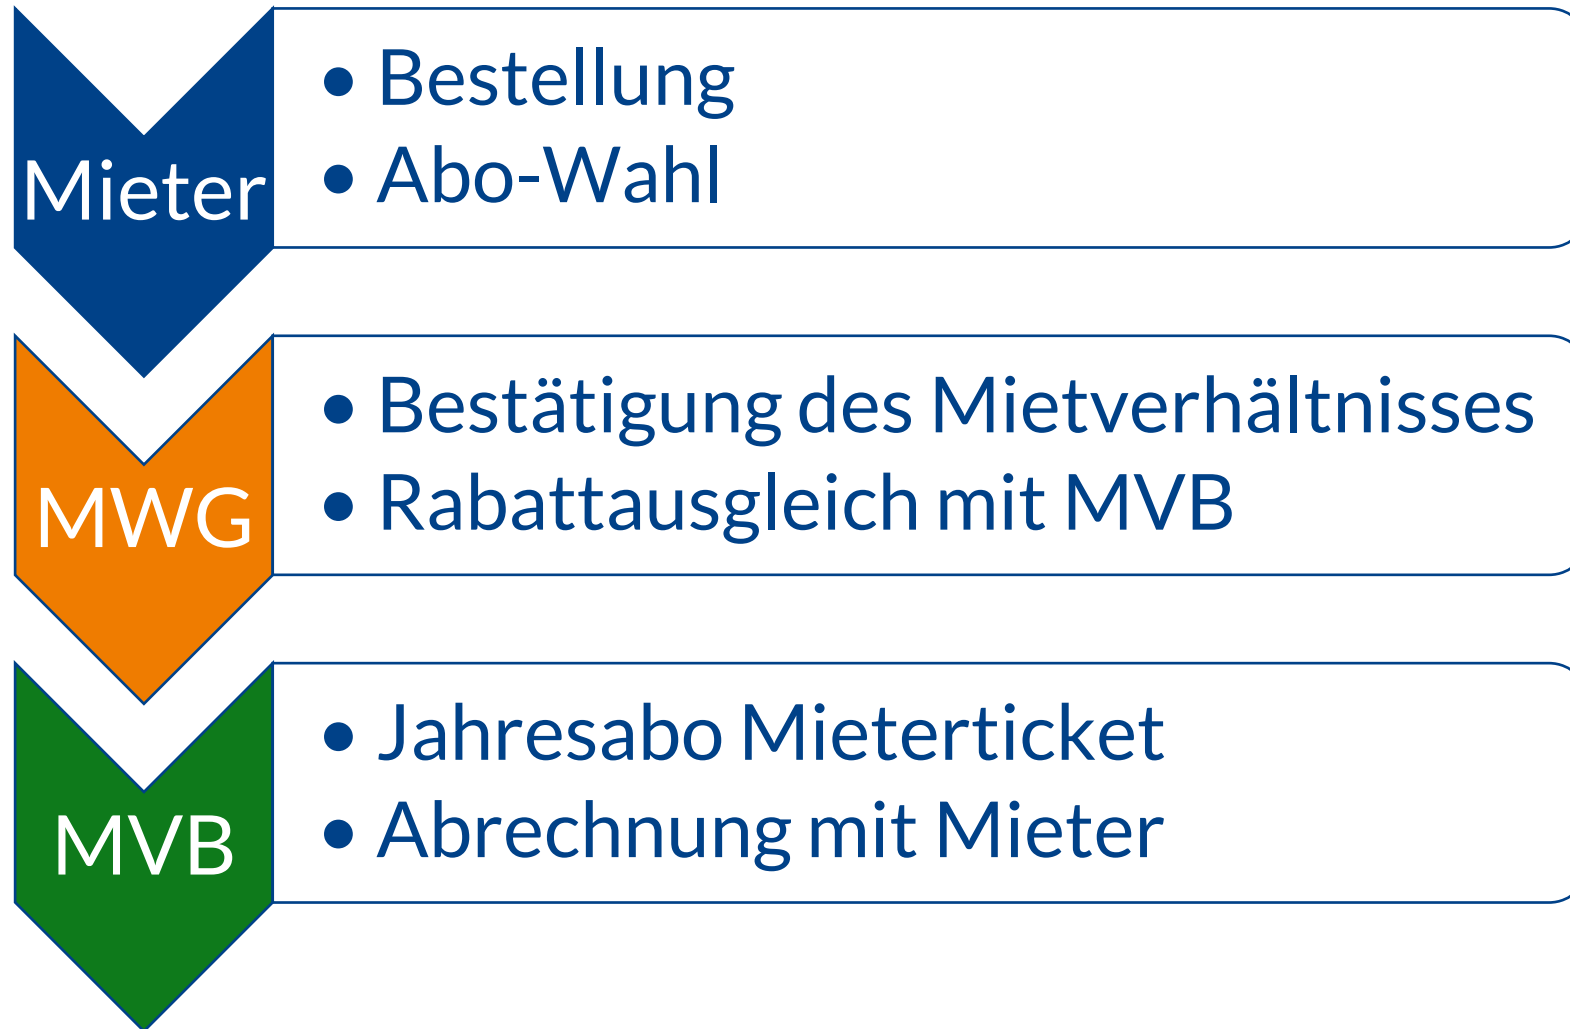 Mieter
• Bestellung
• Abo-Wahl
MWG
• Bestätigung des Mietverhältnisses
• Rabattausgleich mit MVB
MVB
• Jahresabo Mieterticket
• Abrechnung mit Mieter